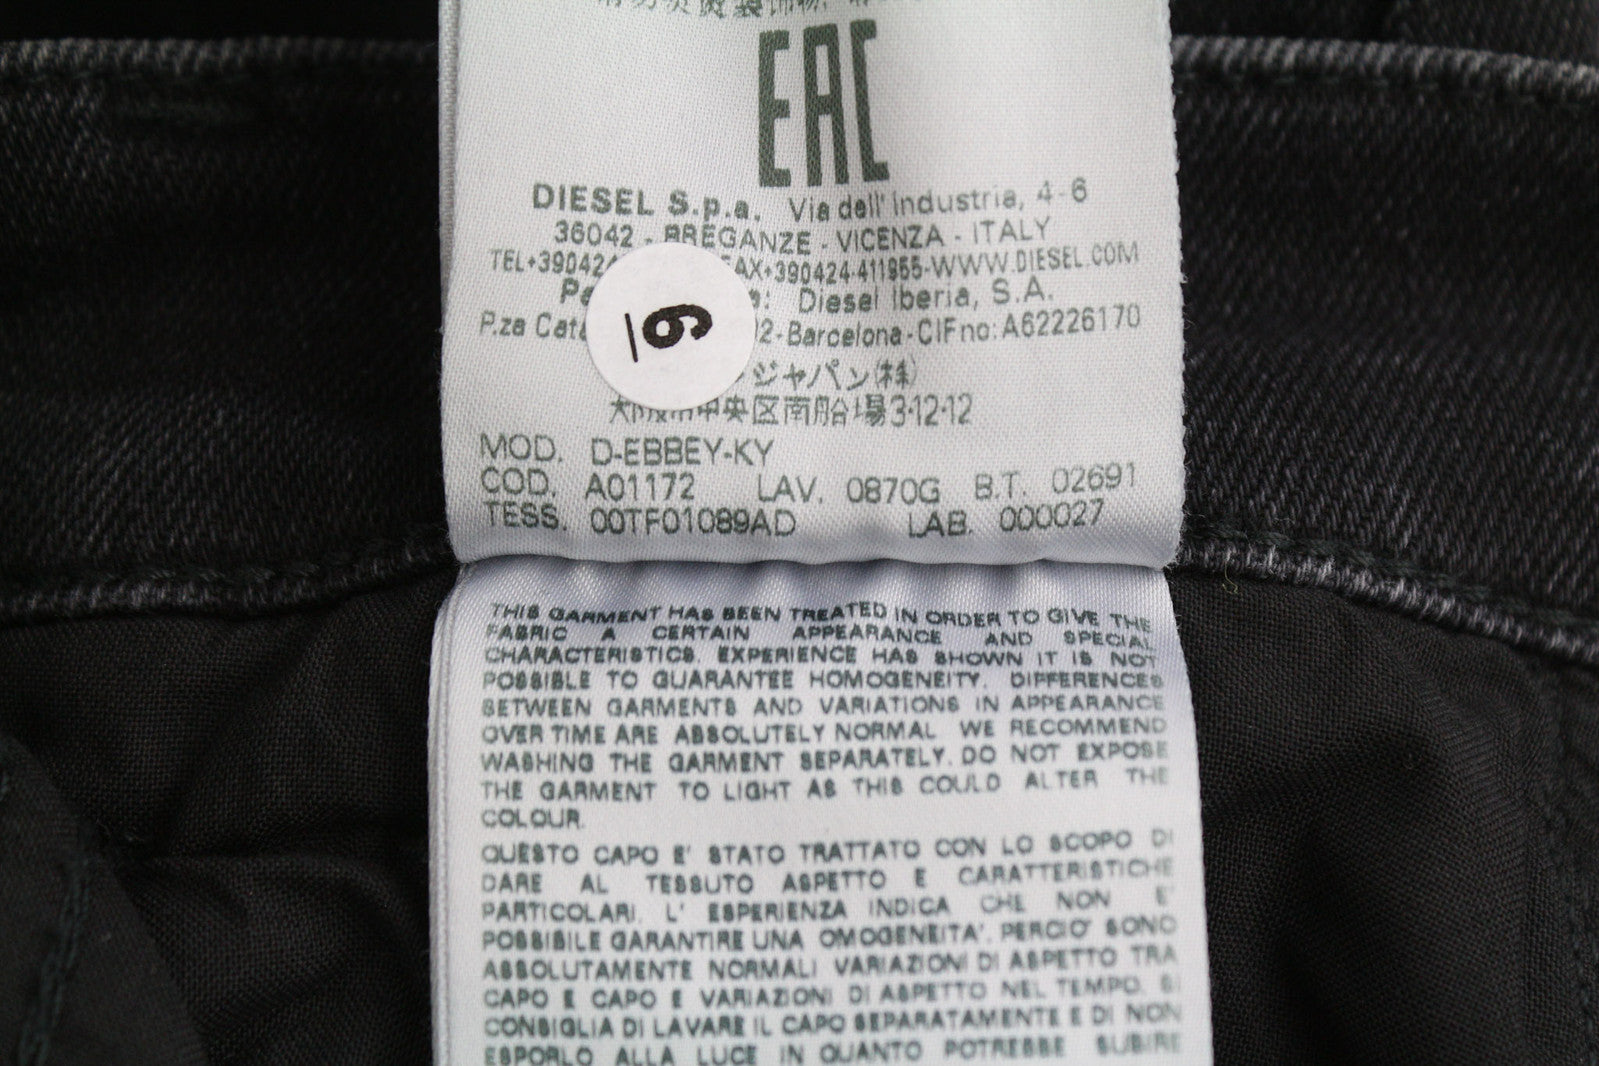 EAC
DIESEL S.p.a. Via dell' Industria, 4-6
36042 - BREGANZE - VICENZA - ITALY
TEL+390424 FAX+390424-411955-WWW.DIESEL.COM
Diesel Iberia, S.A.
P.za Cata 2-Barcelona-CIFno:A62226170
ジャパン(株)
大阪市中央区南船場3-12-12
MOD. D-EBBEY-KY
COD. A01172 LAV. 0870G B.T. 02691
TESS. 00TF01089AD LAB. 000027
6
THIS GARMENT HAS BEEN TREATED IN ORDER TO GIVE THE
FABRIC A CERTAIN APPEARANCE AND SPECIAL
CHARACTERISTICS. EXPERIENCE HAS SHOWN IT IS NOT
POSSIBLE TO GUARANTEE HOMOGENEITY. DIFFERENCES
BETWEEN GARMENTS AND VARIATIONS IN APPEARANCE
OVER TIME ARE ABSOLUTELY NORMAL WE RECOMMEND
WASHING THE GARMENT SEPARATELY. DO NOT EXPOSE
THE GARMENT TO LIGHT AS THIS COULD ALTER THE
COLOUR.
QUESTO CAPO E' STATO TRATTATO CON LO SCOPO DI
DARE AL TESSUTO ASPETTO E CARATTERISTICHE
PARTICOLARI. L' ESPERIENZA INDICA CHE NON E'
POSSIBILE GARANTIRE UNA OMOGENEITA'. PERCIO' SONO
ASSOLUTAMENTE NORMALI VARIAZIONI DI ASPETTO TRA
CAPO E CAPO E VARIAZIONI DI ASPETTO NEL TEMPO. SI
CONSIGLIA DI LAVARE IL CAPO SEPARATAMENTE E DI NON
ESPORLO ALLA LUCE IN QUANTO POTREBBE SUBIRE